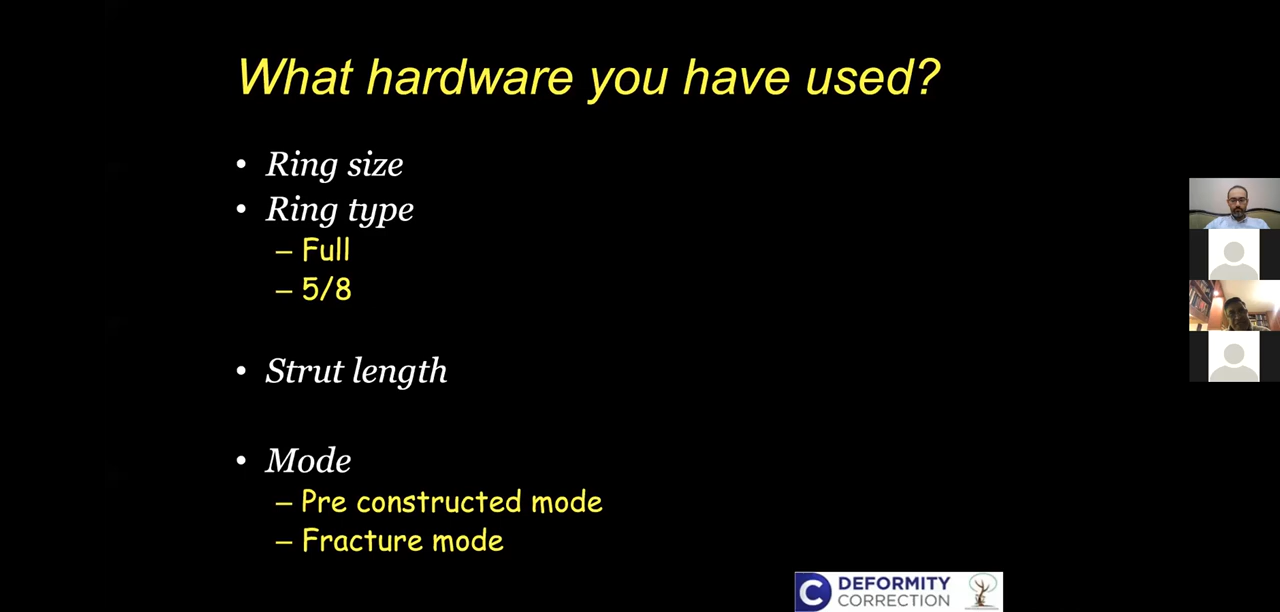 What hardware you have used?
• Ring size
• Ring type
– Full
– 5/8
• Strut length
• Mode
– Pre constructed mode
– Fracture mode
C DEFORMITY
CORRECTION